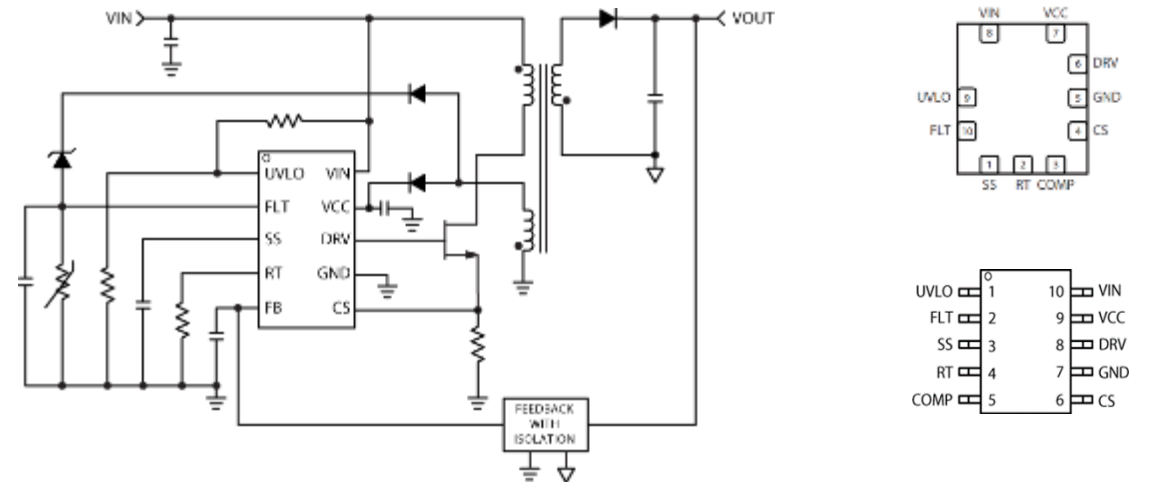 VIN
VOUT
UVLO
VIN
FLT
VCC
SS
DRV
RT
GND
FB
CS
FEEDBACK
WITH
ISOLATION
VIN
VCC
8
7
6
DRV
UVLO
9
5
GND
FLT
10
4
CS
1
2
3
SS
RT
COMP
UVLO
1
10
VIN
FLT
2
9
VCC
SS
3
8
DRV
RT
4
7
GND
COMP
5
6
CS